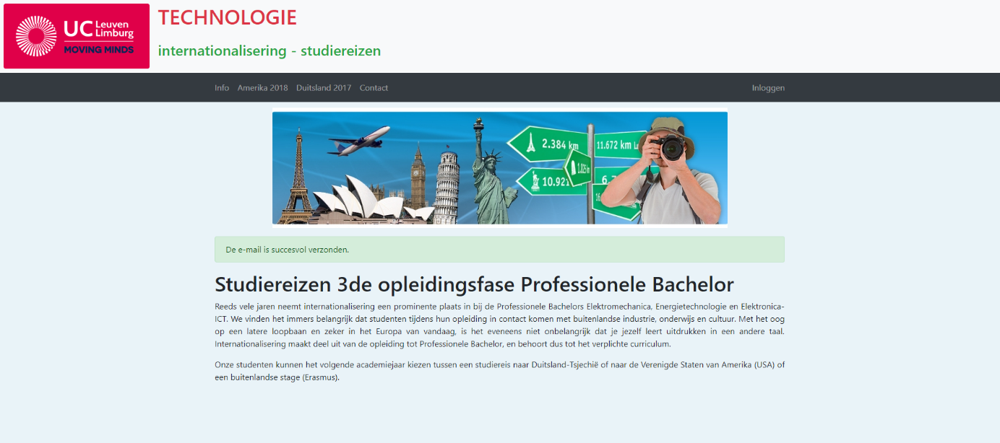 UC Leuven
Limburg
MOVING MINDS
TECHNOLOGIE
internationalisering - studiereizen
Info Amerika 2018 Duitsland 2017 Contact Inloggen
2.384 km
11.672 km
1.825 km
10.921
6.
16.
De e-mail is succesvol verzonden.
Studiereizen 3de opleidingsfase Professionele Bachelor
Reeds vele jaren neemt internationalisering een prominente plaats in bij de Professionele Bachelors Elektromechanica, Energietechnologie en Elektronica-
ICT. We vinden het immers belangrijk dat studenten tijdens hun opleiding in contact komen met buitenlandse industrie, onderwijs en cultuur. Met het oog
op een latere loopbaan en zeker in het Europa van vandaag, is het eveneens niet onbelangrijk dat je jezelf leert uitdrukken in een andere taal.
Internationalisering maakt deel uit van de opleiding tot Professionele Bachelor, en behoort dus tot het verplichte curriculum.
Onze studenten kunnen het volgende academiejaar kiezen tussen een studiereis naar Duitsland-Tsjechië of naar de Verenigde Staten van Amerika (USA) of
een buitenlandse stage (Erasmus).